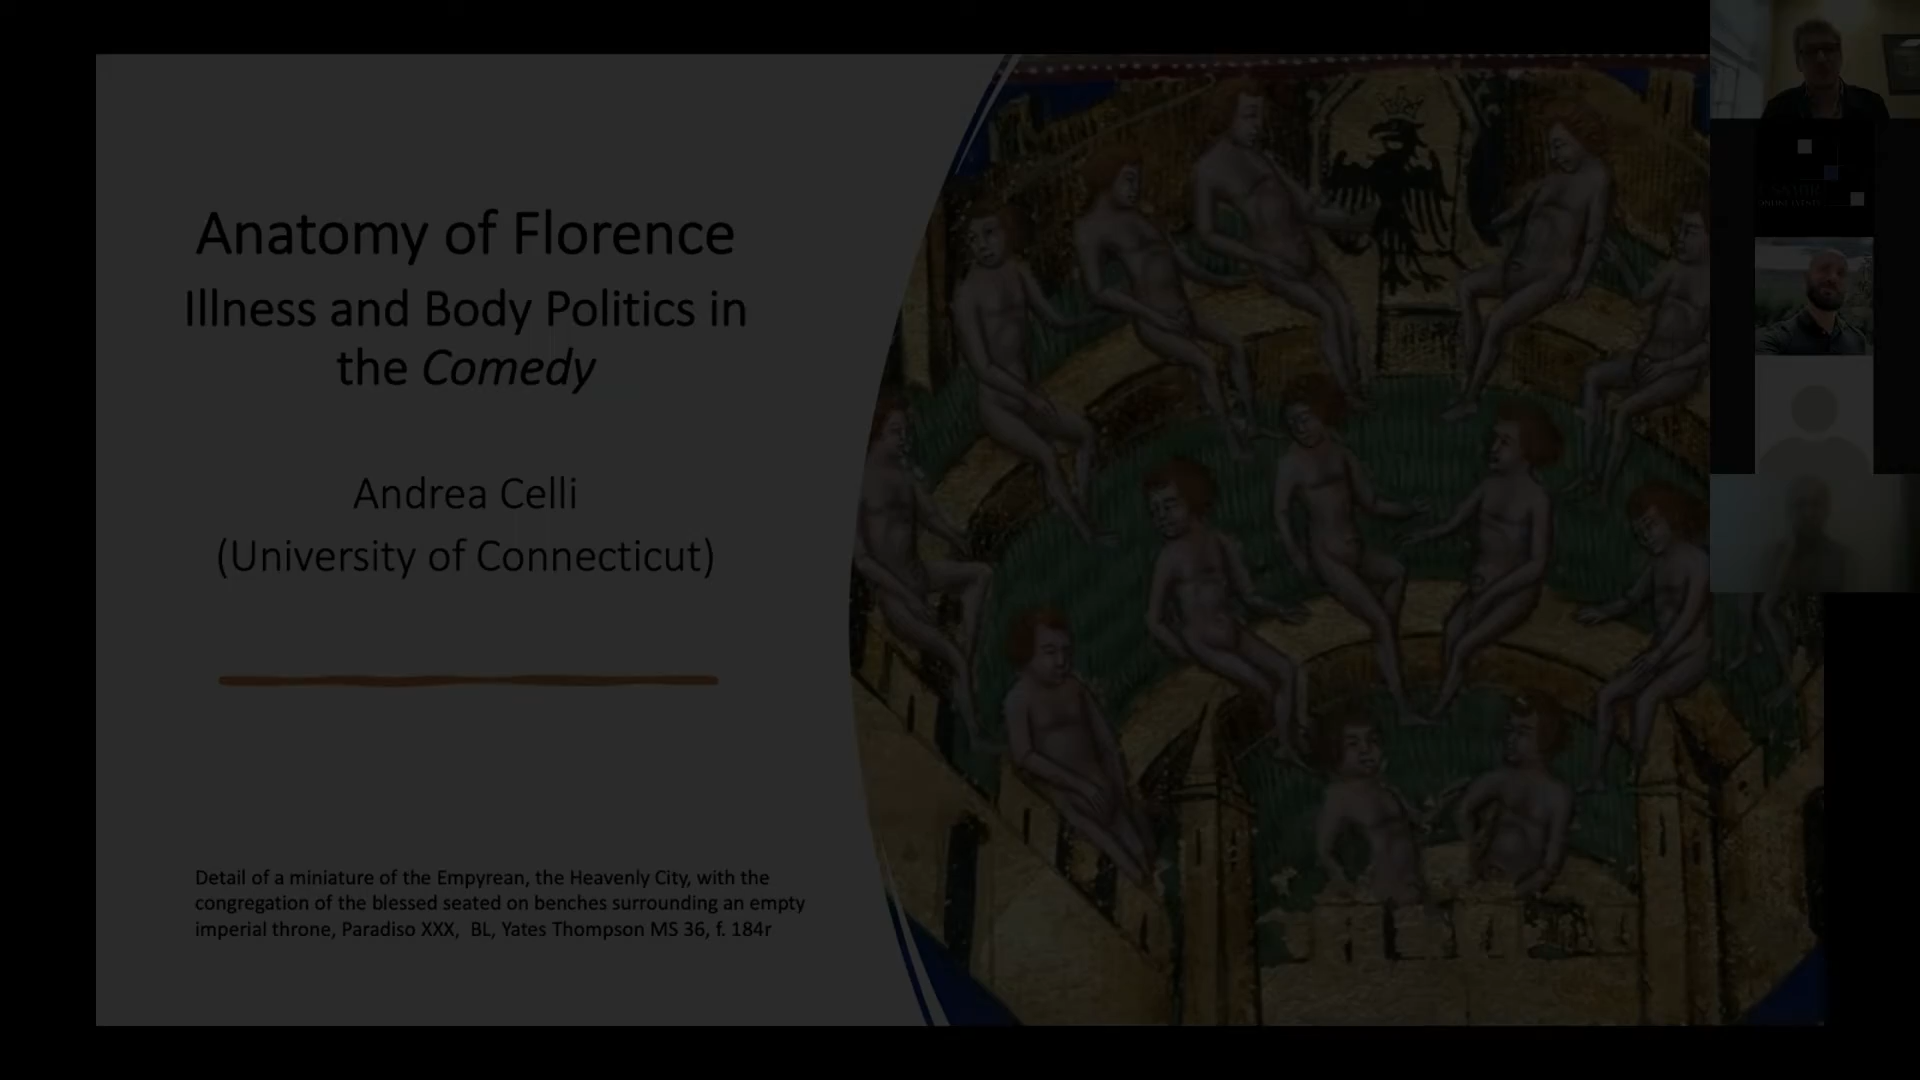 Anatomy of Florence
Illness and Body Politics in
the Comedy
Andrea Celli
(University of Connecticut)
Detail of a miniature of the Empyrean, the Heavenly City, with the
congregation of the blessed seated on benches surrounding an empty
imperial throne, Paradiso XXX, BL, Yates Thompson MS 36, f. 184r